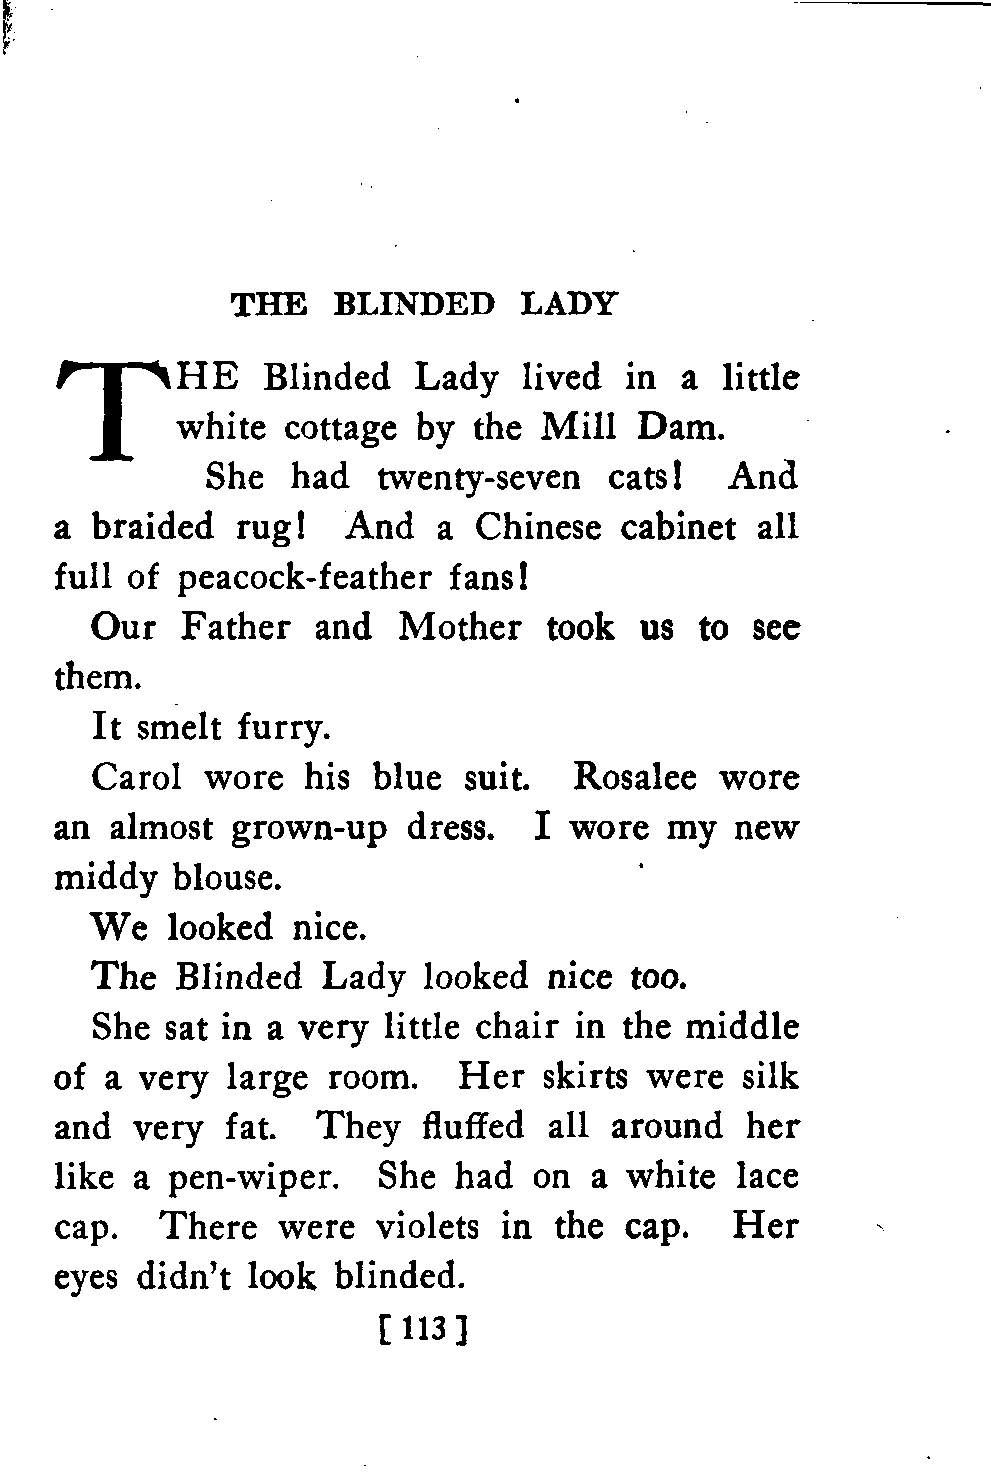 THE BLINDED LADY
THE Blinded Lady lived in a little
white cottage by the Mill Dam.
She had twenty-seven cats! And
a braided rug! And a Chinese cabinet all
full of peacock-feather fans!
Our Father and Mother took us to see
them.
It smelt furry.
Carol wore his blue suit. Rosalee wore
an almost grown-up dress. I wore my new
middy blouse.
We looked nice.
The Blinded Lady looked nice too.
She sat in a very little chair in the middle
of a very large room. Her skirts were silk
and very fat. They fluffed all around her
like a pen-wiper. She had on a white lace
cap. There were violets in the cap. Her
eyes didn't look blinded.
[ 113 ]